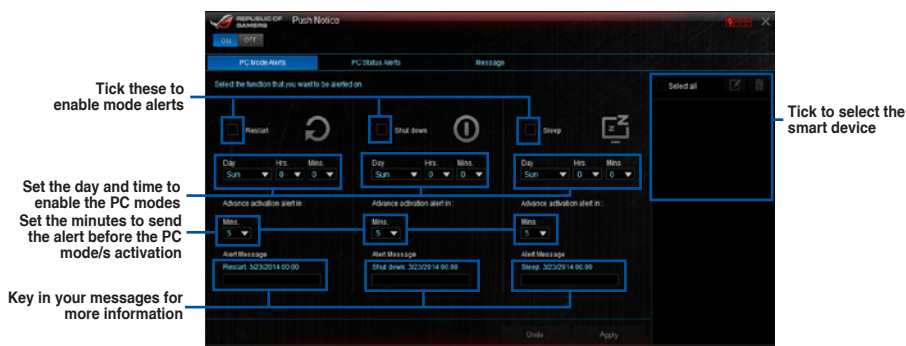 REPUBLIC OF GAMERS Push Notice
ON OFF
PC Mode Alerts PC Status Alerts Message
Select the function that you want to be alerted on.
Select all
Tick these to
enable mode alerts
Tick to select the
smart device
Restart Shut down Sleep
Day Hrs. Mins. Day Hrs. Mins. Day Hrs. Mins.
Sun 0 0 Sun 0 0 Sun 0 0
Set the day and time to
enable the PC modes
Advance activation alert in : Advance activation alert in : Advance activation alert in :
Set the minutes to send
the alert before the PC
mode/s activation
Mins. Mins. Mins.
5 5 5
Alert Message Alert Message Alert Message
Restart. 3/23/2014 00:00 Shut down. 3/23/2014 00:00 Sleep. 3/23/2014 00:00
Key in your messages for
more information
Undo Apply